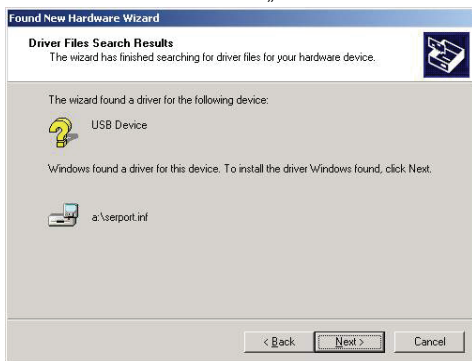 Found New Hardware Wizard
Driver Files Search Results
The wizard has finished searching for driver files for your hardware device.
The wizard found a driver for the following device:
USB Device
Windows found a driver for this device. To install the driver Windows found, click Next.
a:\serport.inf
< Back Next > Cancel